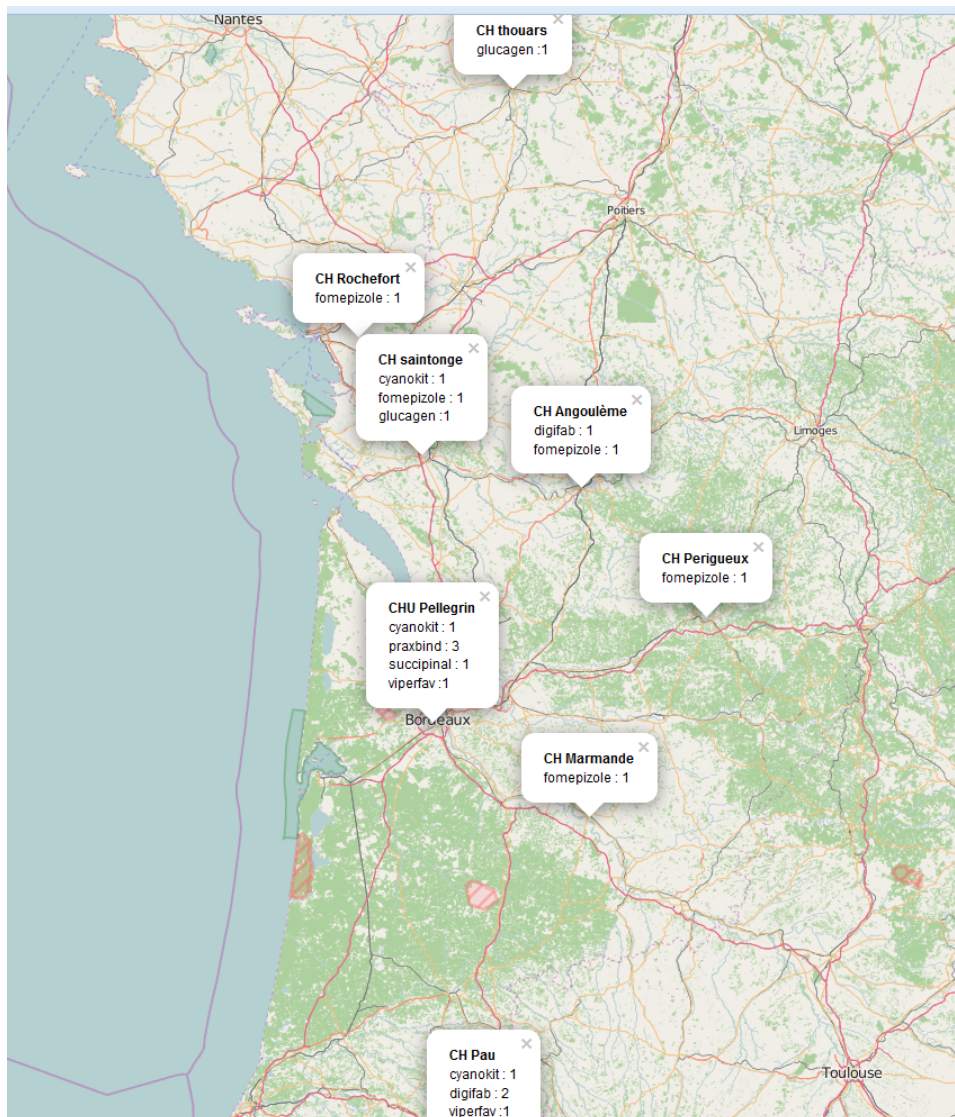 Nantes
CH thouars
glucagen :1
Poitiers
CH Rochefort
fomepizole : 1
CH saintonge
cyanokit : 1
fomepizole : 1
glucagen :1
CH Angoulème
digifab : 1
fomepizole : 1
Limoges
CH Perigueux
fomepizole : 1
CHU Pellegrin
cyanokit : 1
praxbind : 3
succipinal : 1
viperfav :1
Bordeaux
CH Marmande
fomepizole : 1
CH Pau
cyanokit : 1
digifab : 2
viperfav :1
Toulouse